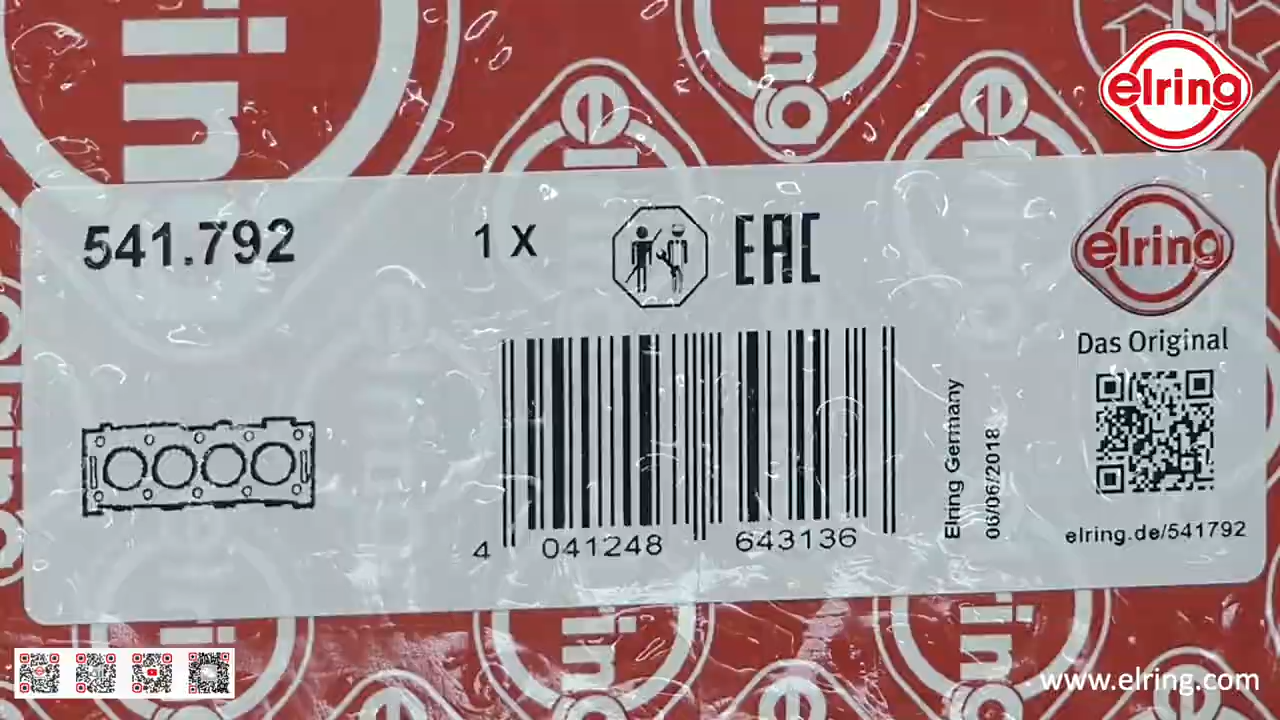 elring
541.792
1 X
EAC
elring
Das Original
4 041248 643136
Elring Germany
06/06/2018
elring.de/541792
www.elring.com